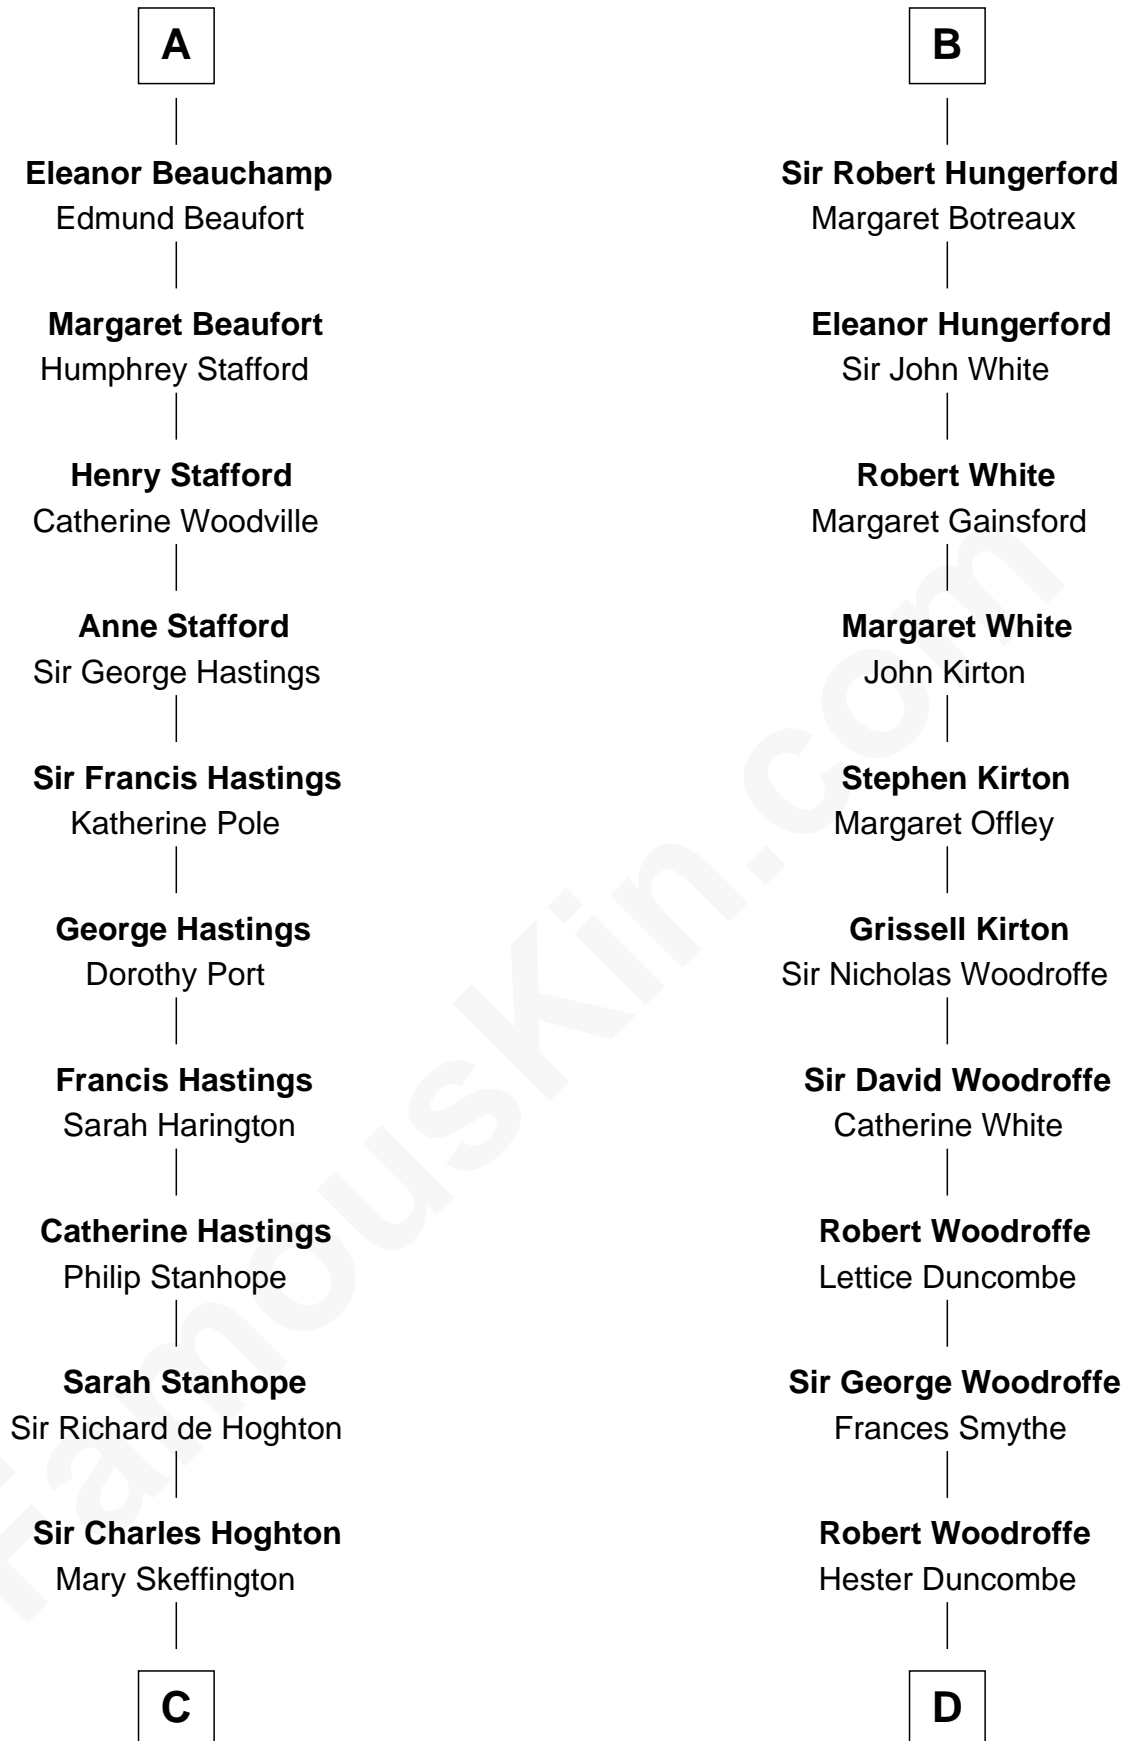 A
Eleanor Beauchamp
Edmund Beaufort
Margaret Beaufort
Humphrey Stafford
Henry Stafford
Catherine Woodville
Anne Stafford
Sir George Hastings
Sir Francis Hastings
Katherine Pole
George Hastings
Dorothy Port
Francis Hastings
Sarah Harington
Catherine Hastings
Philip Stanhope
Sarah Stanhope
Sir Richard de Hoghton
Sir Charles Hoghton
Mary Skeffington
C
B
Sir Robert Hungerford
Margaret Botreaux
Eleanor Hungerford
Sir John White
Robert White
Margaret Gainsford
Margaret White
John Kirton
Stephen Kirton
Margaret Offley
Grissell Kirton
Sir Nicholas Woodroffe
Sir David Woodroffe
Catherine White
Robert Woodroffe
Lettice Duncombe
Sir George Woodroffe
Frances Smythe
Robert Woodroffe
Hester Duncombe
D
FamousKin.com